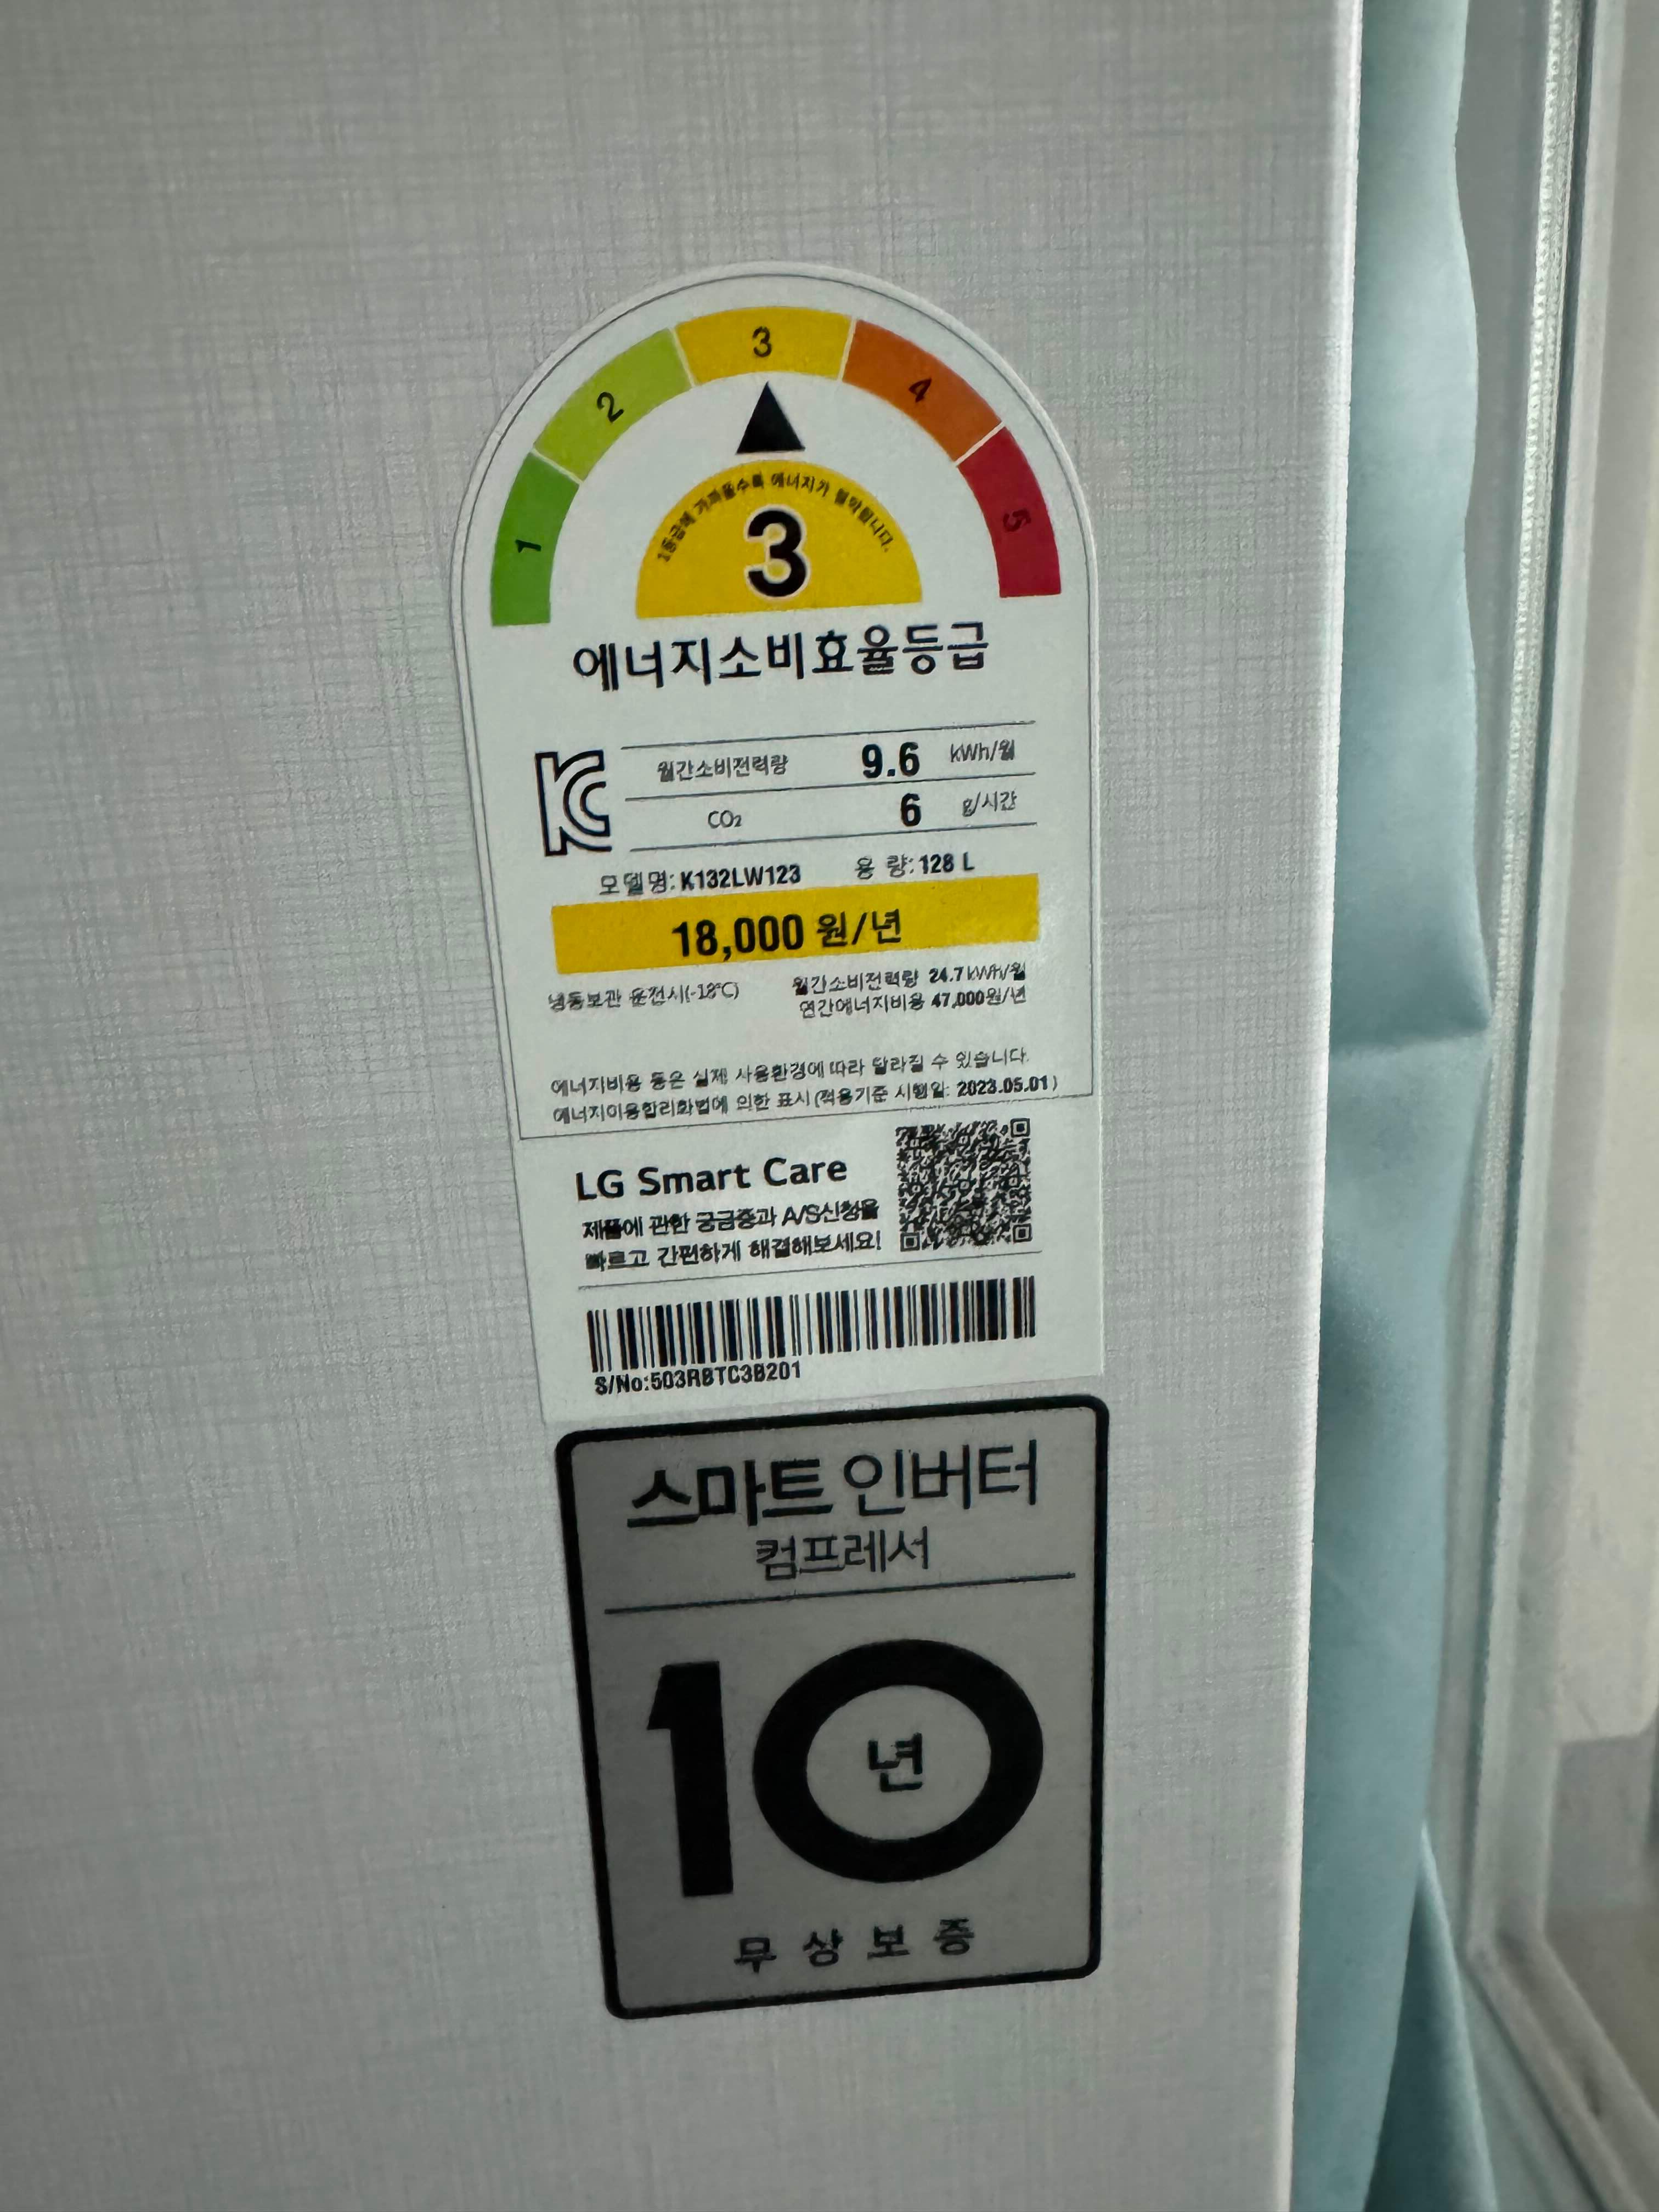 1 2 3 4 5
1등급에 가까울수록 에너지가 절약됩니다.
3
에너지소비효율등급
월간소비전력량 9.6 kWh/월
CO₂ 6 g/시간
모델명: K132LW123 용 량: 128 L
18,000 원/년
냉동보관 운전시(-18℃) 월간소비전력량 24.7 kWh/월
연간에너지비용 47,000원/년
에너지비용 등은 실제 사용환경에 따라 달라질 수 있습니다.
에너지이용합리화법에 의한 표시 (적용기준 시행일: 2023.05.01)
LG Smart Care
제품에 관한 궁금증과 A/S신청을
빠르고 간편하게 해결해보세요!
S/No:503RBTC3B201
스마트 인버터
컴프레서
10
년
무상보증